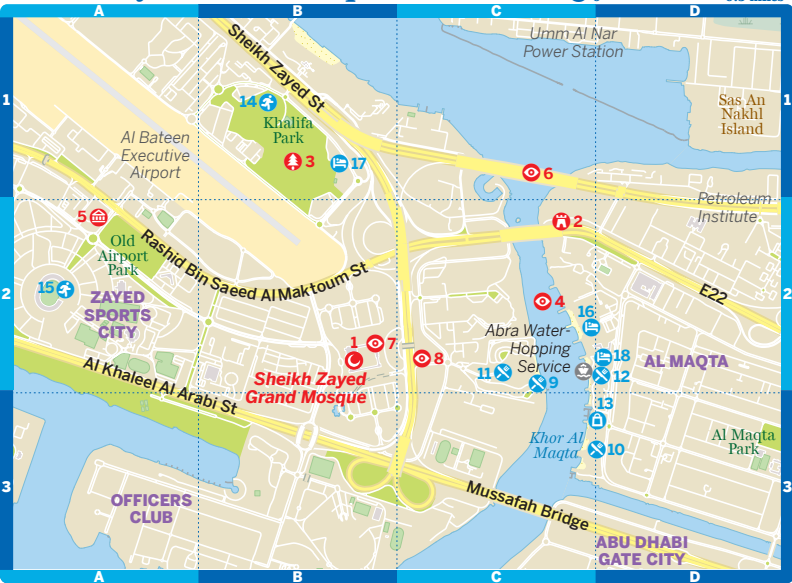 A
B
C
D
1
1
2
2
3
3
Sheikh Zayed St
Umm Al Nar
Power Station
Sas An
Nakhl
Island
14
Khalifa
Park
3
17
Al Bateen
Executive
Airport
6
Petroleum
Institute
5
Old
Airport
Park
Rashid Bin Saeed Al Maktoum St
2
E22
15
ZAYED
SPORTS
CITY
4
16
Abra Water-
Hopping
Service
1
7
8
18
11
9
12
AL MAQTA
Sheikh Zayed
Grand Mosque
Al Khaleel Al Arabi St
13
Khor Al
Maqta
10
Al Maqta
Park
OFFICERS
CLUB
Mussafah Bridge
ABU DHABI
GATE CITY
A
B
C
D